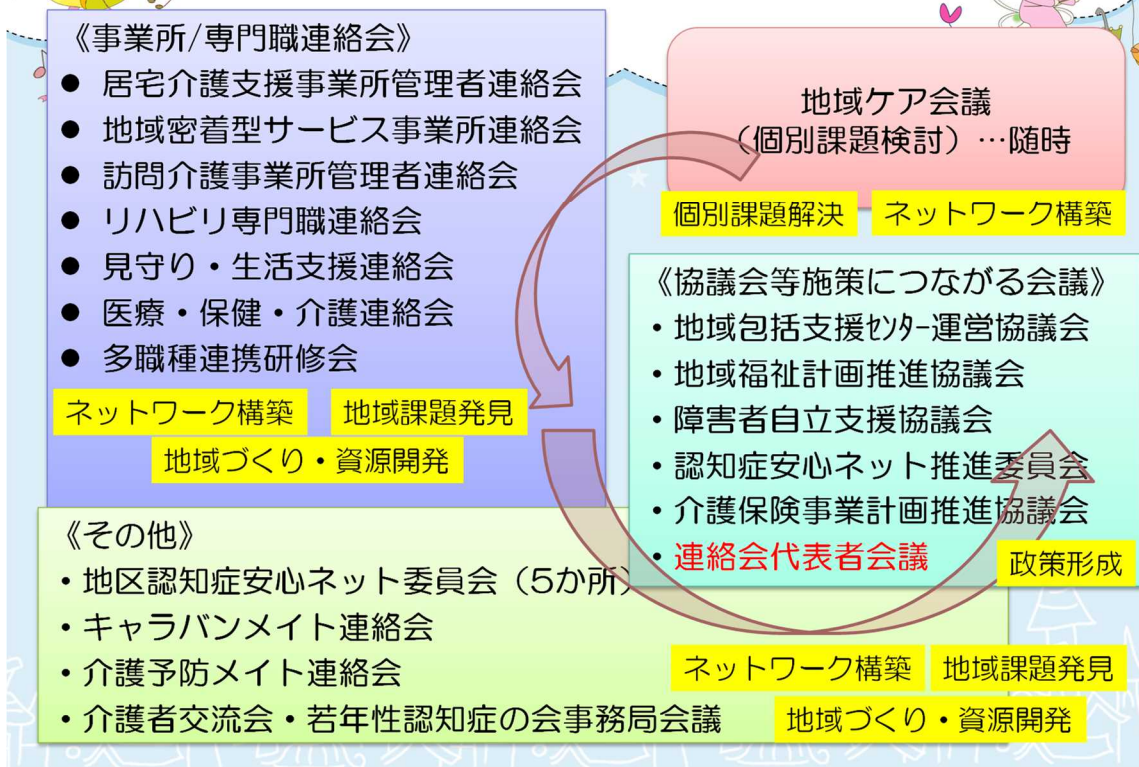 《事業所/専門職連絡会》
● 居宅介護支援事業所管理者連絡会
● 地域密着型サービス事業所連絡会
● 訪問介護事業所管理者連絡会
● リハビリ専門職連絡会
● 見守り・生活支援連絡会
● 医療・保健・介護連絡会
● 多職種連携研修会
ネットワーク構築
地域課題発見
地域づくり・資源開発
地域ケア会議
（個別課題検討）…随時
個別課題解決
ネットワーク構築
《協議会等施策につながる会議》
・地域包括支援ｾﾝﾀｰ運営協議会
・地域福祉計画推進協議会
・障害者自立支援協議会
・認知症安心ネット推進委員会
・介護保険事業計画推進協議会
・連絡会代表者会議
政策形成
《その他》
・地区認知症安心ネット委員会（5か所）
・キャラバンメイト連絡会
・介護予防メイト連絡会
・介護者交流会・若年性認知症の会事務局会議
ネットワーク構築
地域課題発見
地域づくり・資源開発